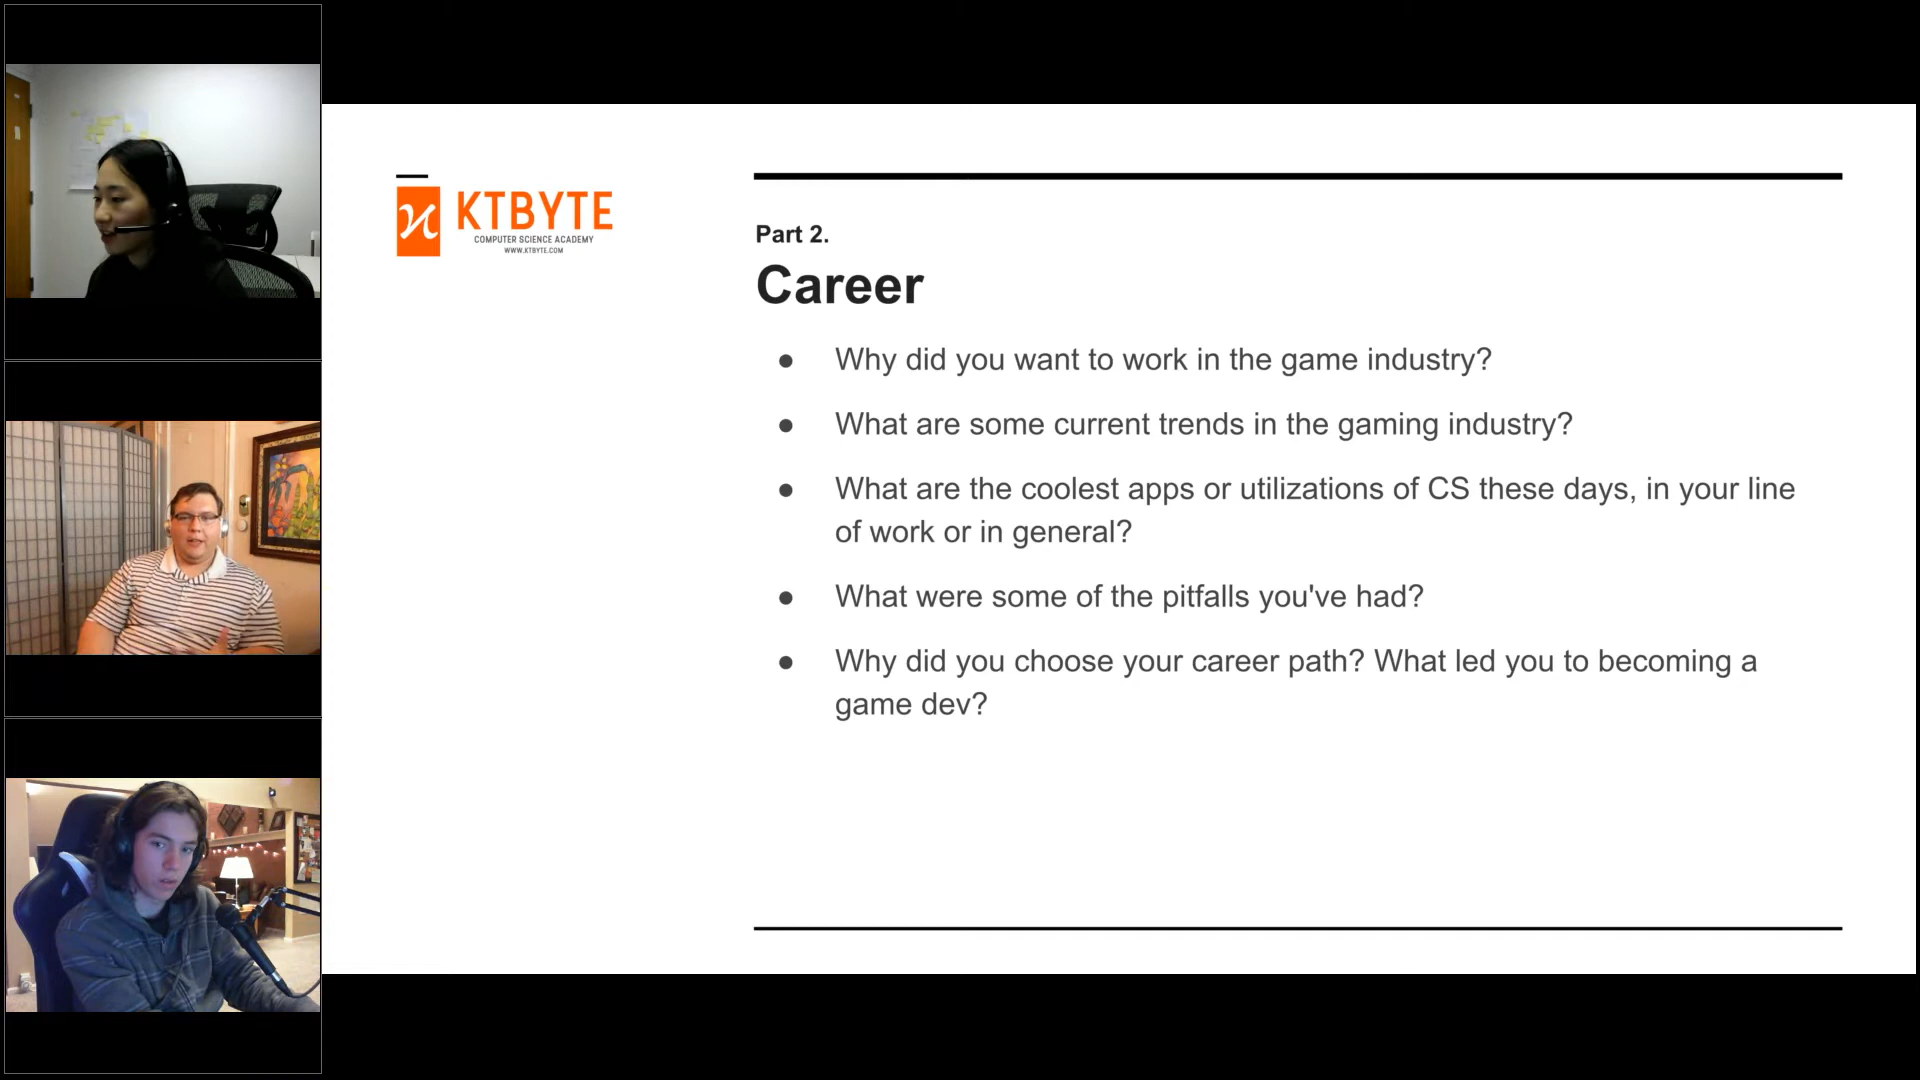 KTBYTE
COMPUTER SCIENCE ACADEMY
WWW.KTBYTE.COM
Part 2.
Career
● Why did you want to work in the game industry?
● What are some current trends in the gaming industry?
● What are the coolest apps or utilizations of CS these days, in your line
of work or in general?
● What were some of the pitfalls you've had?
● Why did you choose your career path? What led you to becoming a
game dev?